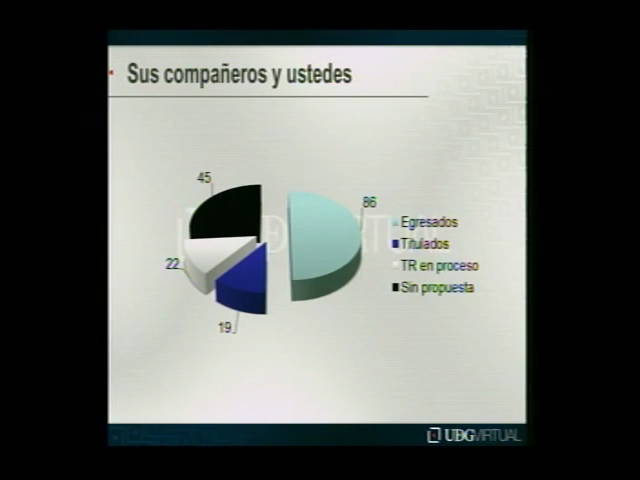 Sus compañeros y ustedes
45
86
22
19
Egresados
Titulados
TR en proceso
Sin propuesta
UDGVIRTUAL